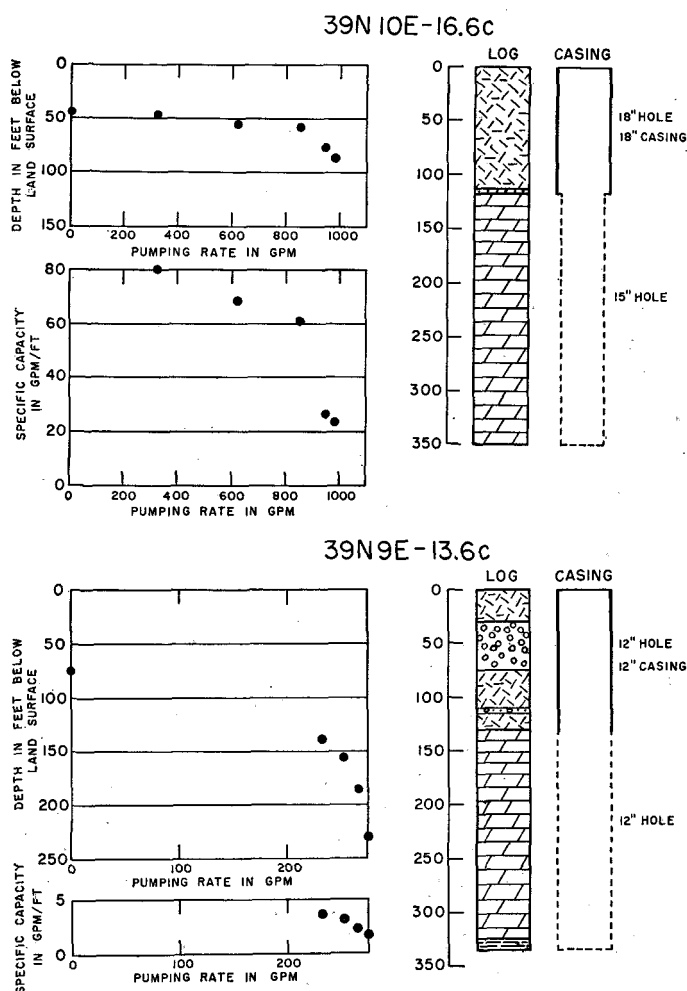 39N 10E-16.6c
DEPTH IN FEET BELOW
LAND SURFACE
0
50
100
150
0 200 400 600 800 1000
PUMPING RATE IN GPM
SPECIFIC CAPACITY
IN GPM/FT
80
60
40
20
0
0 200 400 600 800 1000
PUMPING RATE IN GPM
LOG CASING
0
50
100
150
200
250
300
350
18" HOLE
18" CASING
15" HOLE
39N9E-13.6c
DEPTH IN FEET BELOW
LAND SURFACE
0
50
100
150
200
250
0 100 200
PUMPING RATE IN GPM
SPECIFIC CAPACITY
IN GPM/FT
5
0
0 100 200
PUMPING RATE IN GPM
LOG CASING
0
50
100
150
200
250
300
350
12" HOLE
12" CASING
12" HOLE